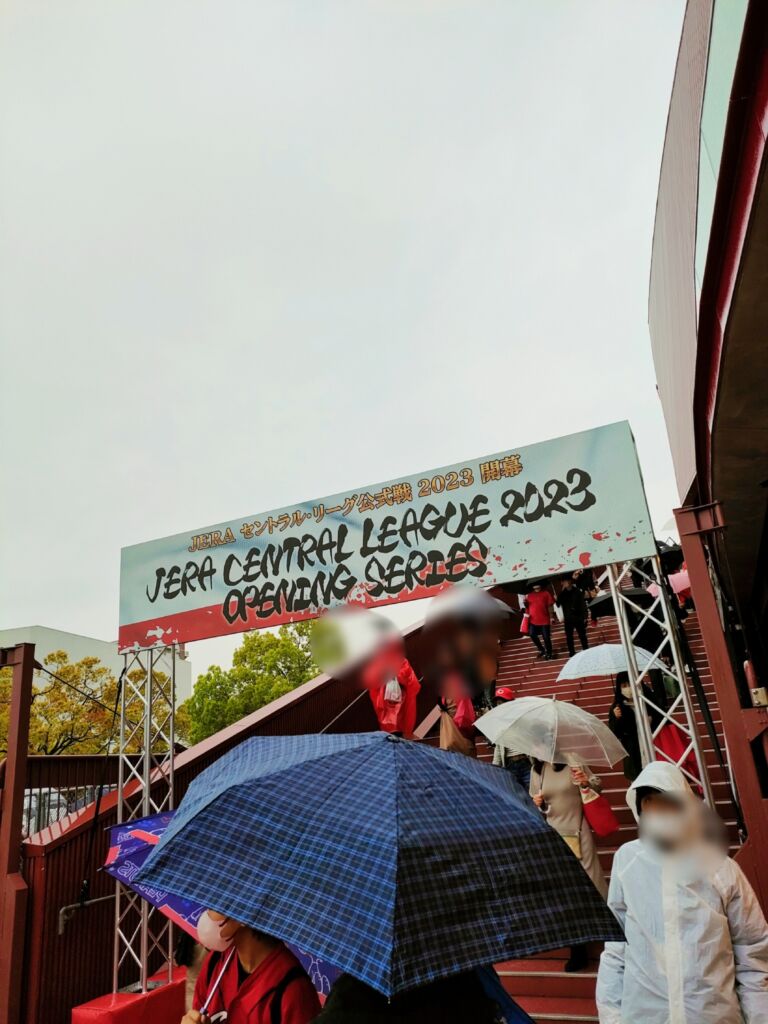 JERA セントラル・リーグ公式戦 2023 開幕
JERA CENTRAL LEAGUE 2023
OPENING SERIES